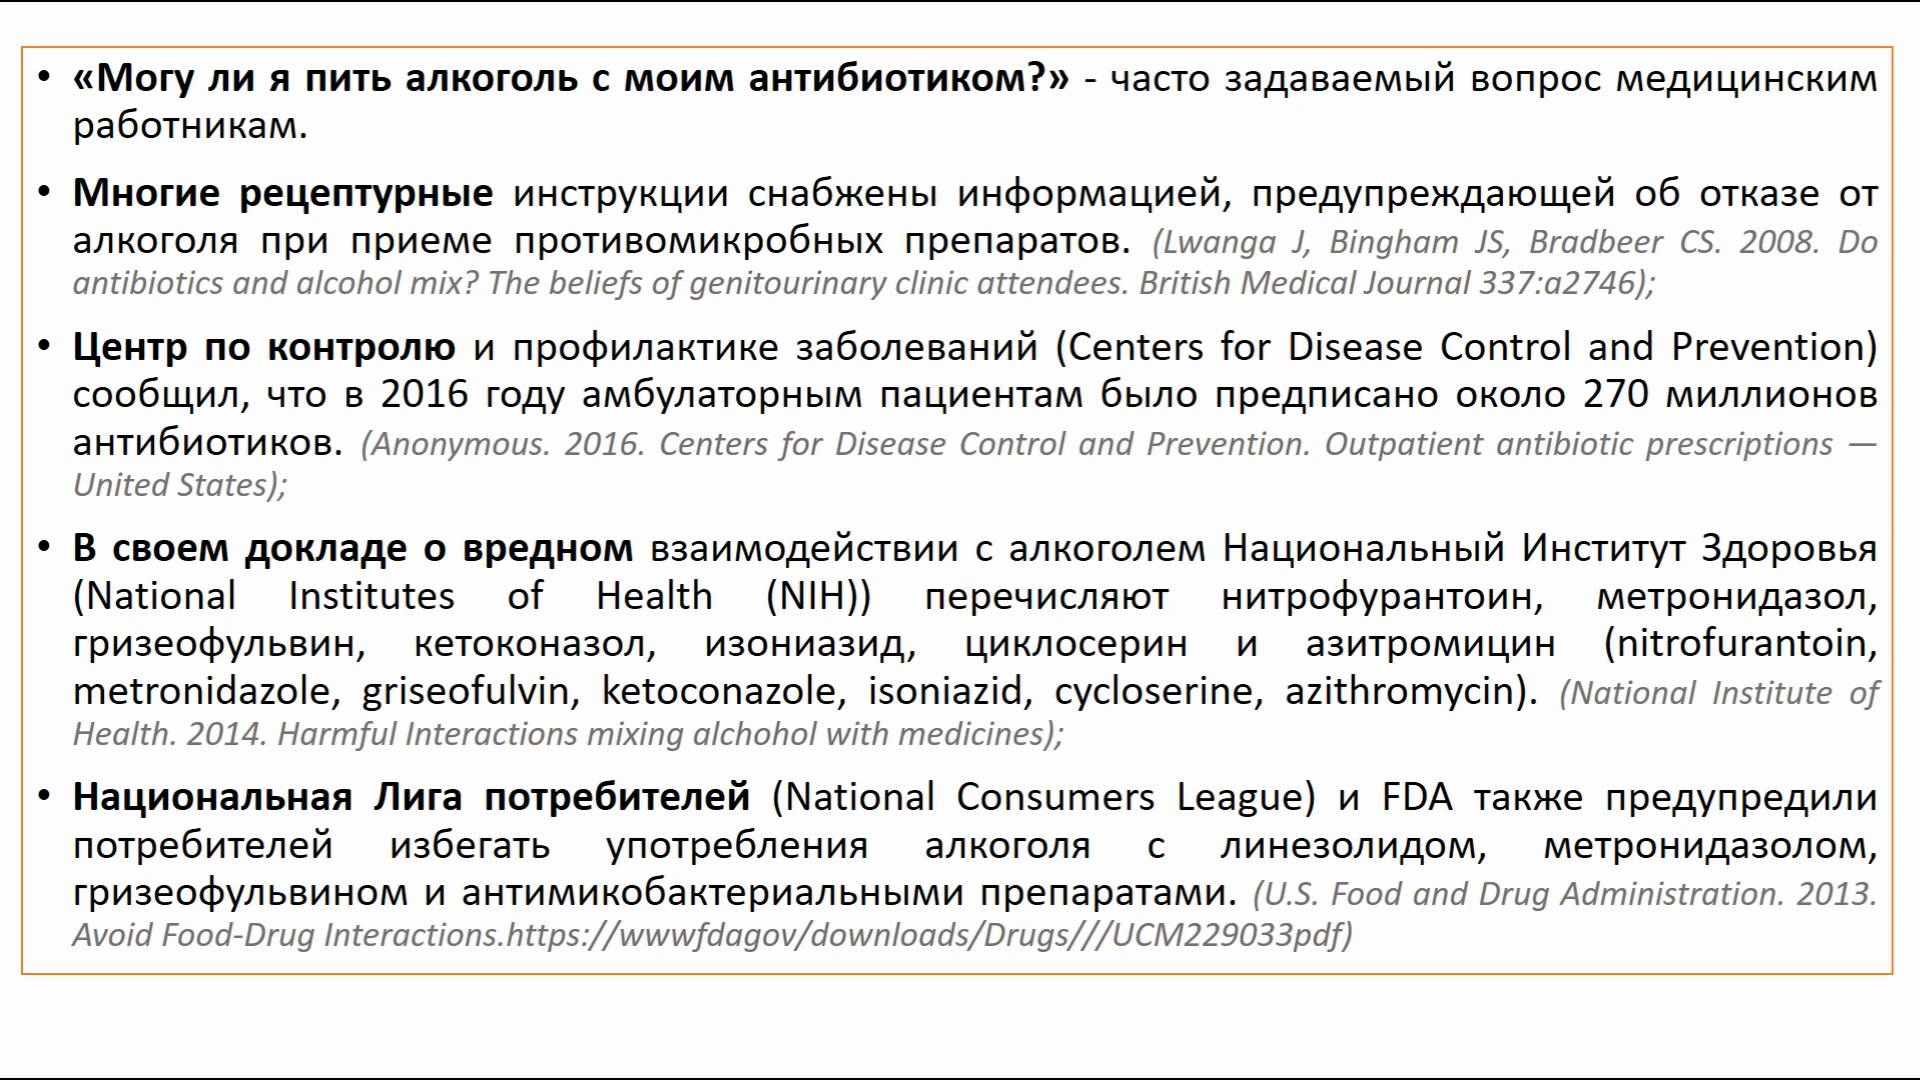 • «Могу ли я пить алкоголь с моим антибиотиком?» - часто задаваемый вопрос медицинским
работникам.
• Многие рецептурные инструкции снабжены информацией, предупреждающей об отказе от
алкоголя при приеме противомикробных препаратов. (Lwanga J, Bingham JS, Bradbeer CS. 2008. Do
antibiotics and alcohol mix? The beliefs of genitourinary clinic attendees. British Medical Journal 337:a2746);
• Центр по контролю и профилактике заболеваний (Centers for Disease Control and Prevention)
сообщил, что в 2016 году амбулаторным пациентам было предписано около 270 миллионов
антибиотиков. (Anonymous. 2016. Centers for Disease Control and Prevention. Outpatient antibiotic prescriptions —
United States);
• В своем докладе о вредном взаимодействии с алкоголем Национальный Институт Здоровья
(National Institutes of Health (NIH)) перечисляют нитрофурантоин, метронидазол,
гризеофульвин, кетоконазол, изониазид, циклосерин и азитромицин (nitrofurantoin,
metronidazole, griseofulvin, ketoconazole, isoniazid, cycloserine, azithromycin). (National Institute of
Health. 2014. Harmful Interactions mixing alchohol with medicines);
• Национальная Лига потребителей (National Consumers League) и FDA также предупредили
потребителей избегать употребления алкоголя с линезолидом, метронидазолом,
гризеофульвином и антимикобактериальными препаратами. (U.S. Food and Drug Administration. 2013.
Avoid Food-Drug Interactions.https://wwwfdagov/downloads/Drugs///UCM229033pdf)